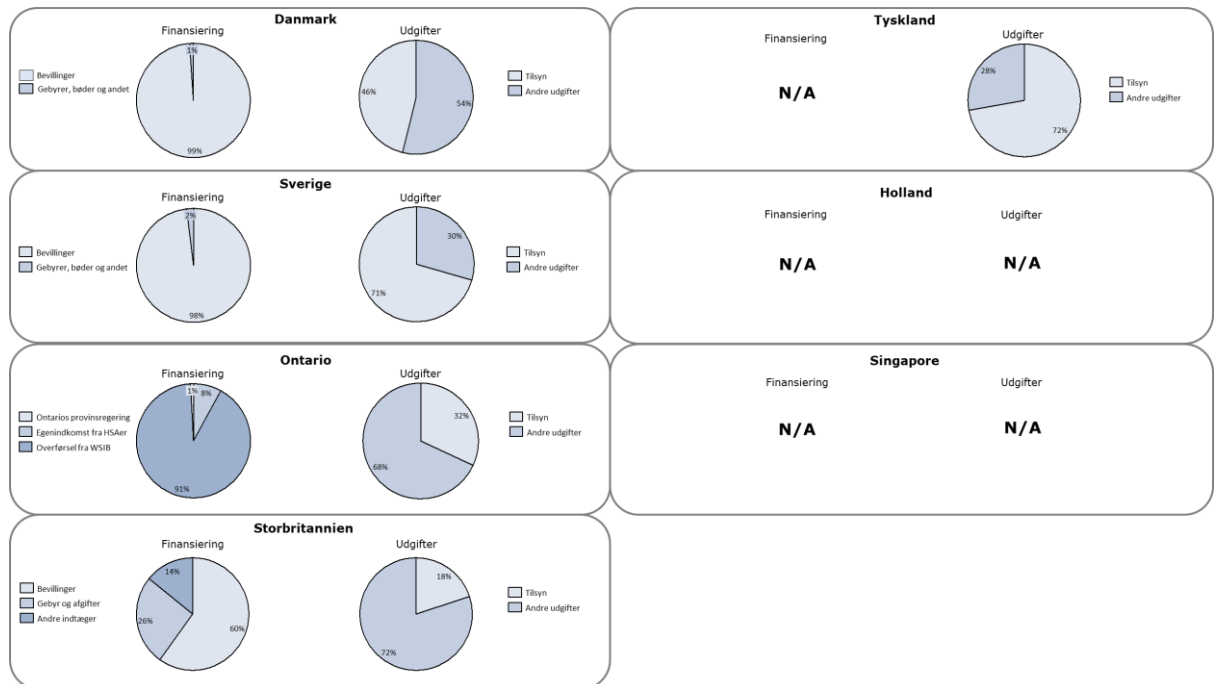 Danmark
Finansiering
Udgifter
1%
Bevillinger
Gebyrer, bøder og andet
99%
46%
54%
Tilsyn
Andre udgifter
Tyskland
Finansiering
N/A
Udgifter
28%
72%
Tilsyn
Andre udgifter
Sverige
Finansiering
Udgifter
2%
Bevillinger
Gebyrer, bøder og andet
98%
30%
71%
Tilsyn
Andre udgifter
Holland
Finansiering
Udgifter
N/A
N/A
Ontario
Finansiering
Udgifter
1%
8%
Ontarios provinsregering
Egenindkomst fra HSAer
Overførsel fra WSIB
91%
32%
68%
Tilsyn
Andre udgifter
Singapore
Finansiering
Udgifter
N/A
N/A
Storbritannien
Finansiering
Udgifter
14%
Bevillinger
Gebyr og afgifter
Andre indtæger
26%
60%
18%
72%
Tilsyn
Andre udgifter